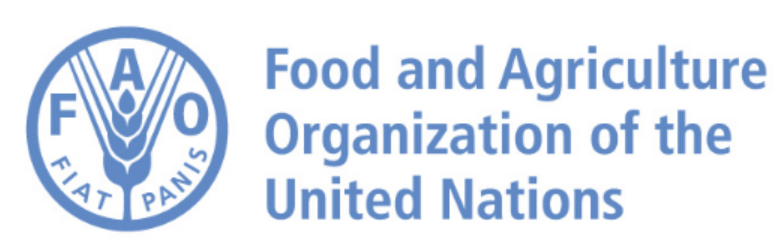 F A O
FIAT PANIS
Food and Agriculture
Organization of the
United Nations